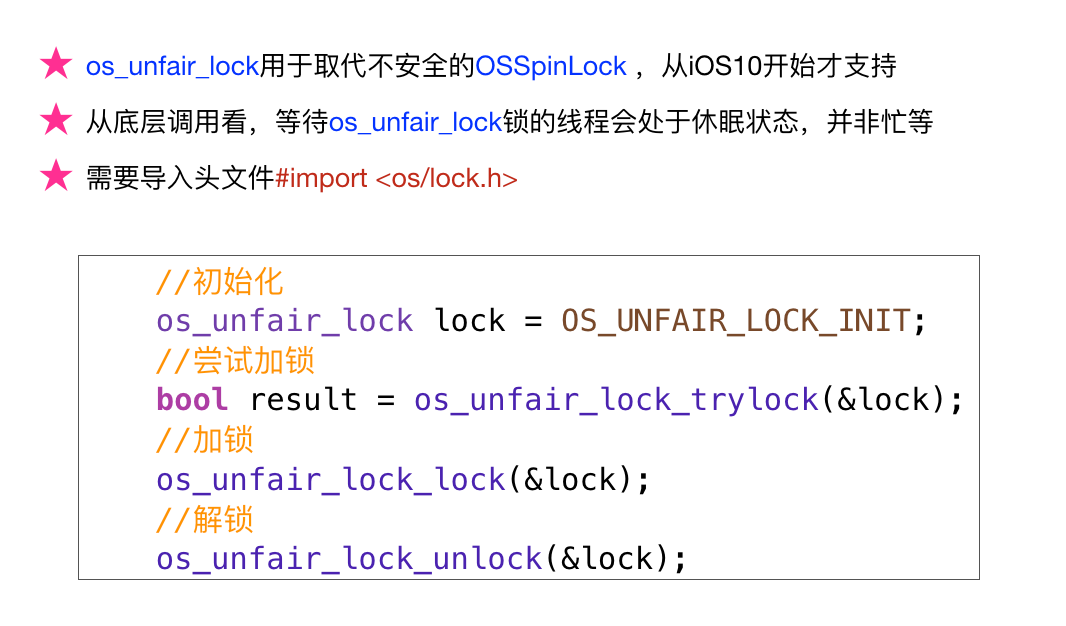 ★ os_unfair_lock用于取代不安全的OSSpinLock ，从iOS10开始才支持
★ 从底层调用看，等待os_unfair_lock锁的线程会处于休眠状态，并非忙等
★ 需要导入头文件#import <os/lock.h>
//初始化
os_unfair_lock lock = OS_UNFAIR_LOCK_INIT;
//尝试加锁
bool result = os_unfair_lock_trylock(&lock);
//加锁
os_unfair_lock_lock(&lock);
//解锁
os_unfair_lock_unlock(&lock);